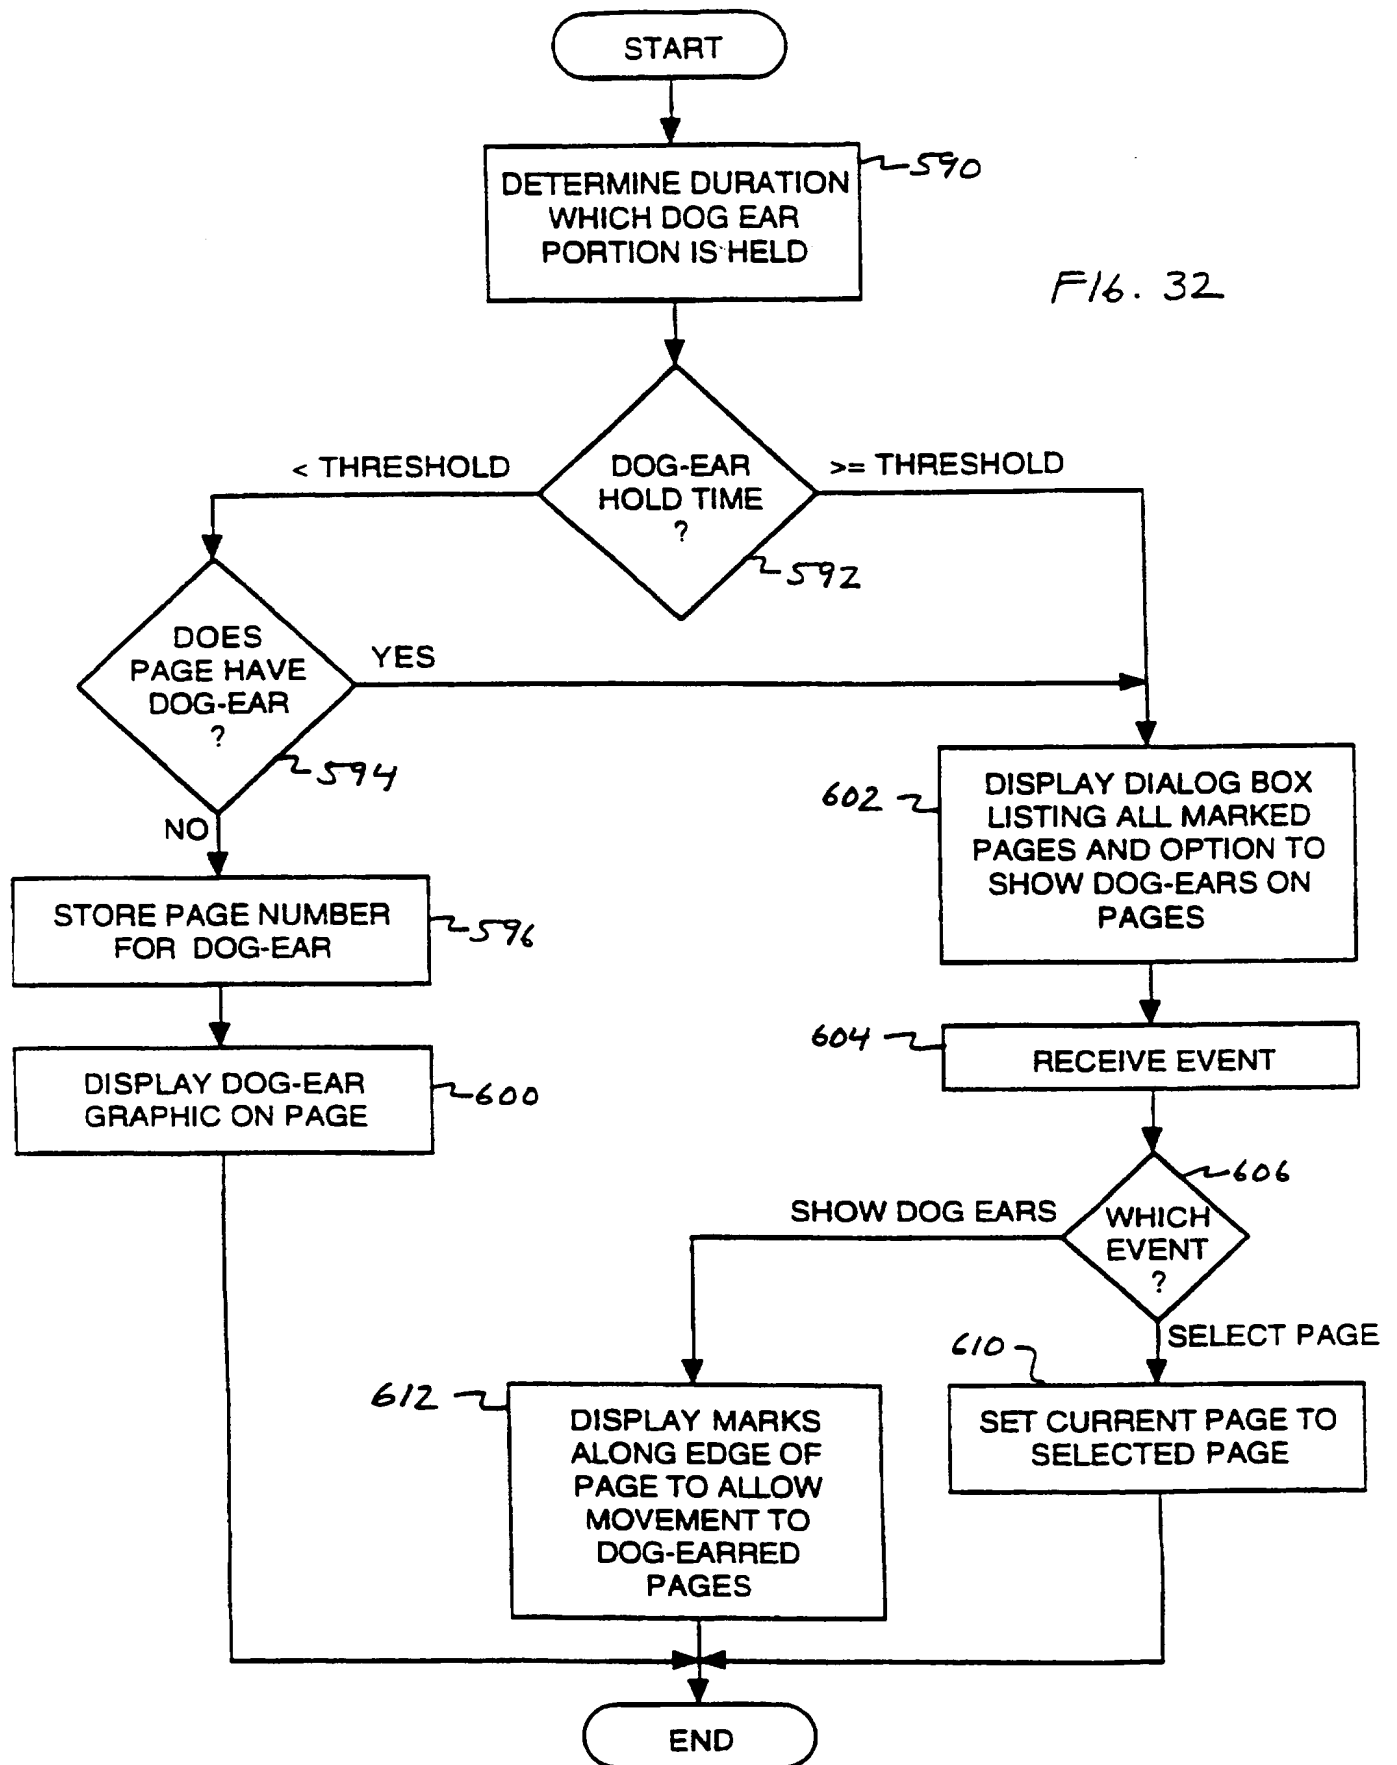 START
DETERMINE DURATION
WHICH DOG EAR
PORTION IS HELD
590
FIG. 32
DOG-EAR
HOLD TIME
?
< THRESHOLD
>= THRESHOLD
592
DOES
PAGE HAVE
DOG-EAR
?
YES
594
NO
STORE PAGE NUMBER
FOR DOG-EAR
596
DISPLAY DOG-EAR
GRAPHIC ON PAGE
600
602
DISPLAY DIALOG BOX
LISTING ALL MARKED
PAGES AND OPTION TO
SHOW DOG-EARS ON
PAGES
604
RECEIVE EVENT
606
SHOW DOG EARS
WHICH
EVENT
?
SELECT PAGE
610
SET CURRENT PAGE TO
SELECTED PAGE
612
DISPLAY MARKS
ALONG EDGE OF
PAGE TO ALLOW
MOVEMENT TO
DOG-EARRED
PAGES
END